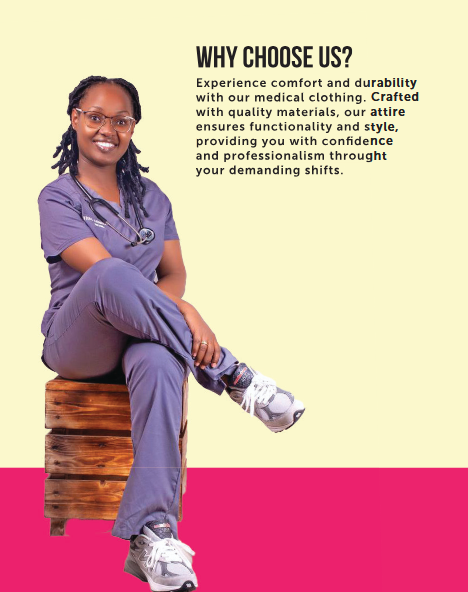 WHY CHOOSE US?
Experience comfort and durability
with our medical clothing. Crafted
with quality materials, our attire
ensures functionality and style,
providing you with confidence
and professionalism throught
your demanding shifts.